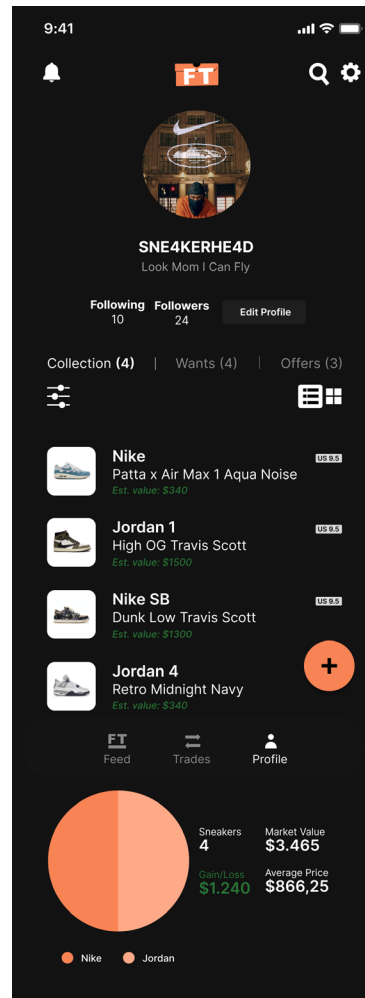 9:41
FT
SNE4KERHE4D
Look Mom I Can Fly
Following Followers
10 24
Edit Profile
Collection (4) | Wants (4) | Offers (3)
Nike
US 9.5
Patta x Air Max 1 Aqua Noise
Est. value: $340
Jordan 1
US 9.5
High OG Travis Scott
Est. value: $1500
Nike SB
US 9.5
Dunk Low Travis Scott
Est. value: $1300
Jordan 4
Retro Midnight Navy
Est. value: $340
+
FT
Feed Trades Profile
Sneakers Market Value
4 $3.465
Gain/Loss Average Price
$1.240 $866,25
Nike Jordan